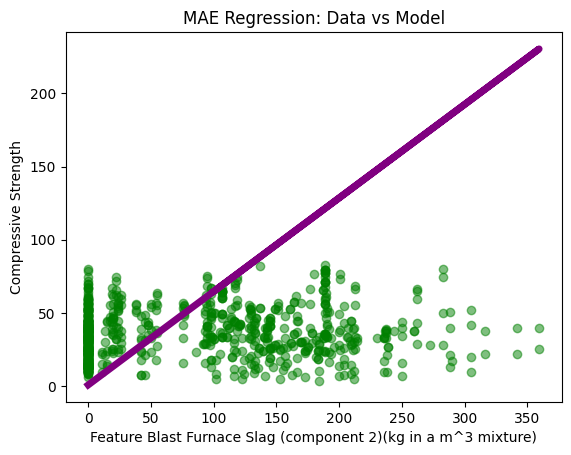 MAE Regression: Data vs Model
Compressive Strength
200
150
100
50
0
0 50 100 150 200 250 300 350
Feature Blast Furnace Slag (component 2)(kg in a m^3 mixture)